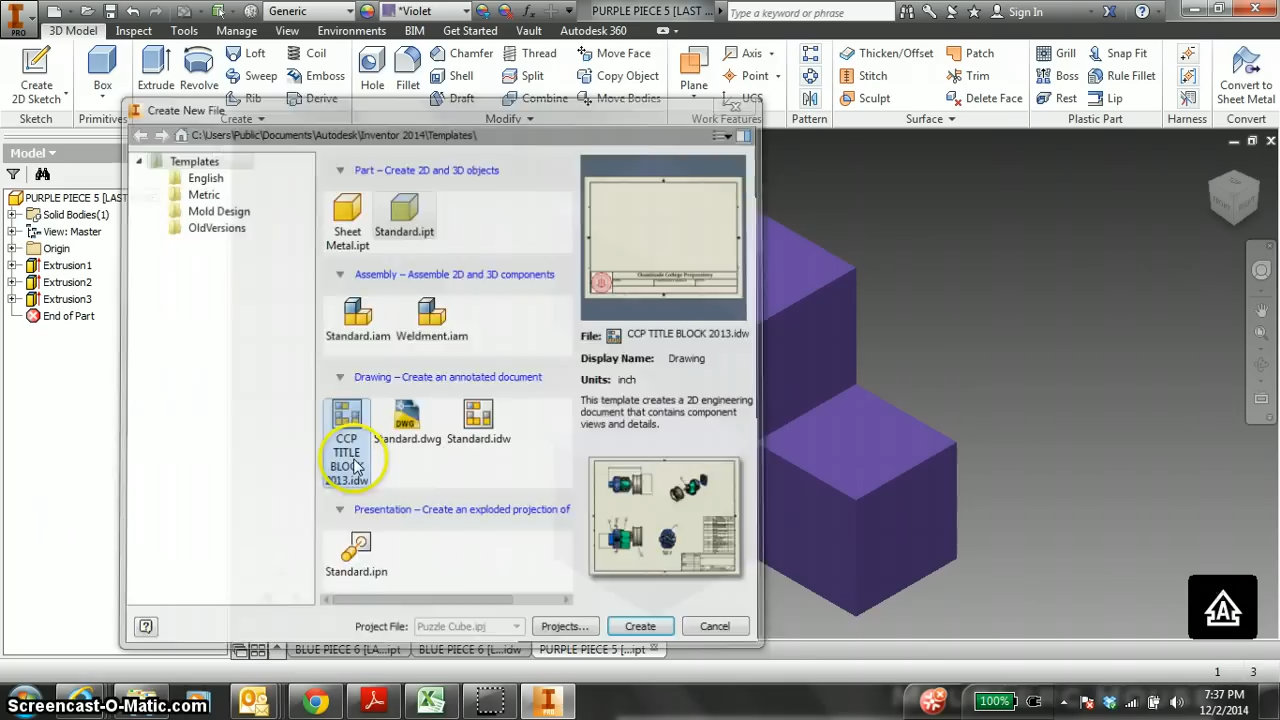 PRO
Generic
*Violet
PURPLE PIECE 5 [LAST ...
Type a keyword or phrase
Sign In
3D Model
Inspect
Tools
Manage
View
Environments
BIM
Get Started
Vault
Autodesk 360
Create
2D Sketch
Sketch
Box
Primitives
Extrude
Revolve
Loft
Sweep
Rib
Coil
Emboss
Derive
Create
Hole
Fillet
Chamfer
Shell
Draft
Thread
Split
Combine
Move Face
Copy Object
Move Bodies
Modify
Plane
Axis
Point
UCS
Work Features
Pattern
Thicken/Offset
Stitch
Sculpt
Patch
Trim
Delete Face
Surface
Grill
Boss
Rest
Snap Fit
Rule Fillet
Lip
Plastic Part
Harness
Convert to
Sheet Metal
Convert
Model
PURPLE PIECE 5 [LAST
Solid Bodies(1)
View: Master
Origin
Extrusion1
Extrusion2
Extrusion3
End of Part
Create New File
C:\Users\Public\Documents\Autodesk\Inventor 2014\Templates\
Templates
English
Metric
Mold Design
OldVersions
Part – Create 2D and 3D objects
Sheet
Metal.ipt
Standard.ipt
Assembly – Assemble 2D and 3D components
Standard.iam
Weldment.iam
Drawing – Create an annotated document
CCP
TITLE
BLOCK
2013.idw
Standard.dwg
Standard.idw
DWG
Presentation – Create an exploded projection of
Standard.ipn
File:
CCP TITLE BLOCK 2013.idw
Display Name: Drawing
Units: inch
This template creates a 2D engineering
document that contains component
views and details.
Project File:
Puzzle Cube.ipj
Projects...
Create
Cancel
BLUE PIECE 6 [LA...ipt
BLUE PIECE 6 [L...idw
PURPLE PIECE 5 [...ipt
1
3
100%
7:37 PM
12/2/2014
Screencast-O-Matic.com